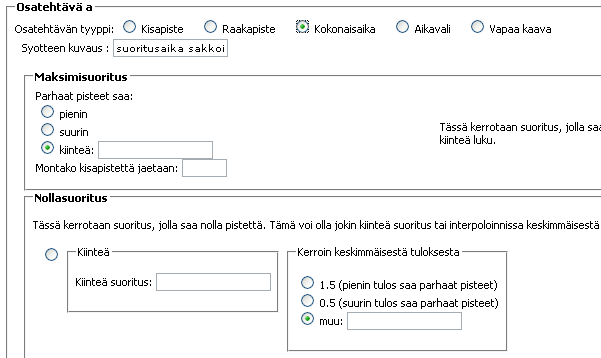 Osatehtävä a
Osatehtävän tyyppi: Kisapiste Raakapiste Kokonaisaika Aikavali Vapaa kaava
Syotteen kuvaus : suoritusaika sakkoi
Maksimisuoritus
Parhaat pisteet saa:
pienin
suurin
kiinteä:
Tässä kerrotaan suoritus, jolla saa
kiinteä luku.
Montako kisapistettä jaetaan:
Nollasuoritus
Tässä kerrotaan suoritus, jolla saa nolla pistettä. Tämä voi olla jokin kiinteä suoritus tai interpoloinnissa keskimmäisestä
Kiinteä
Kiinteä suoritus:
Kerroin keskimmäisestä tuloksesta
1.5 (pienin tulos saa parhaat pisteet)
0.5 (suurin tulos saa parhaat pisteet)
muu: